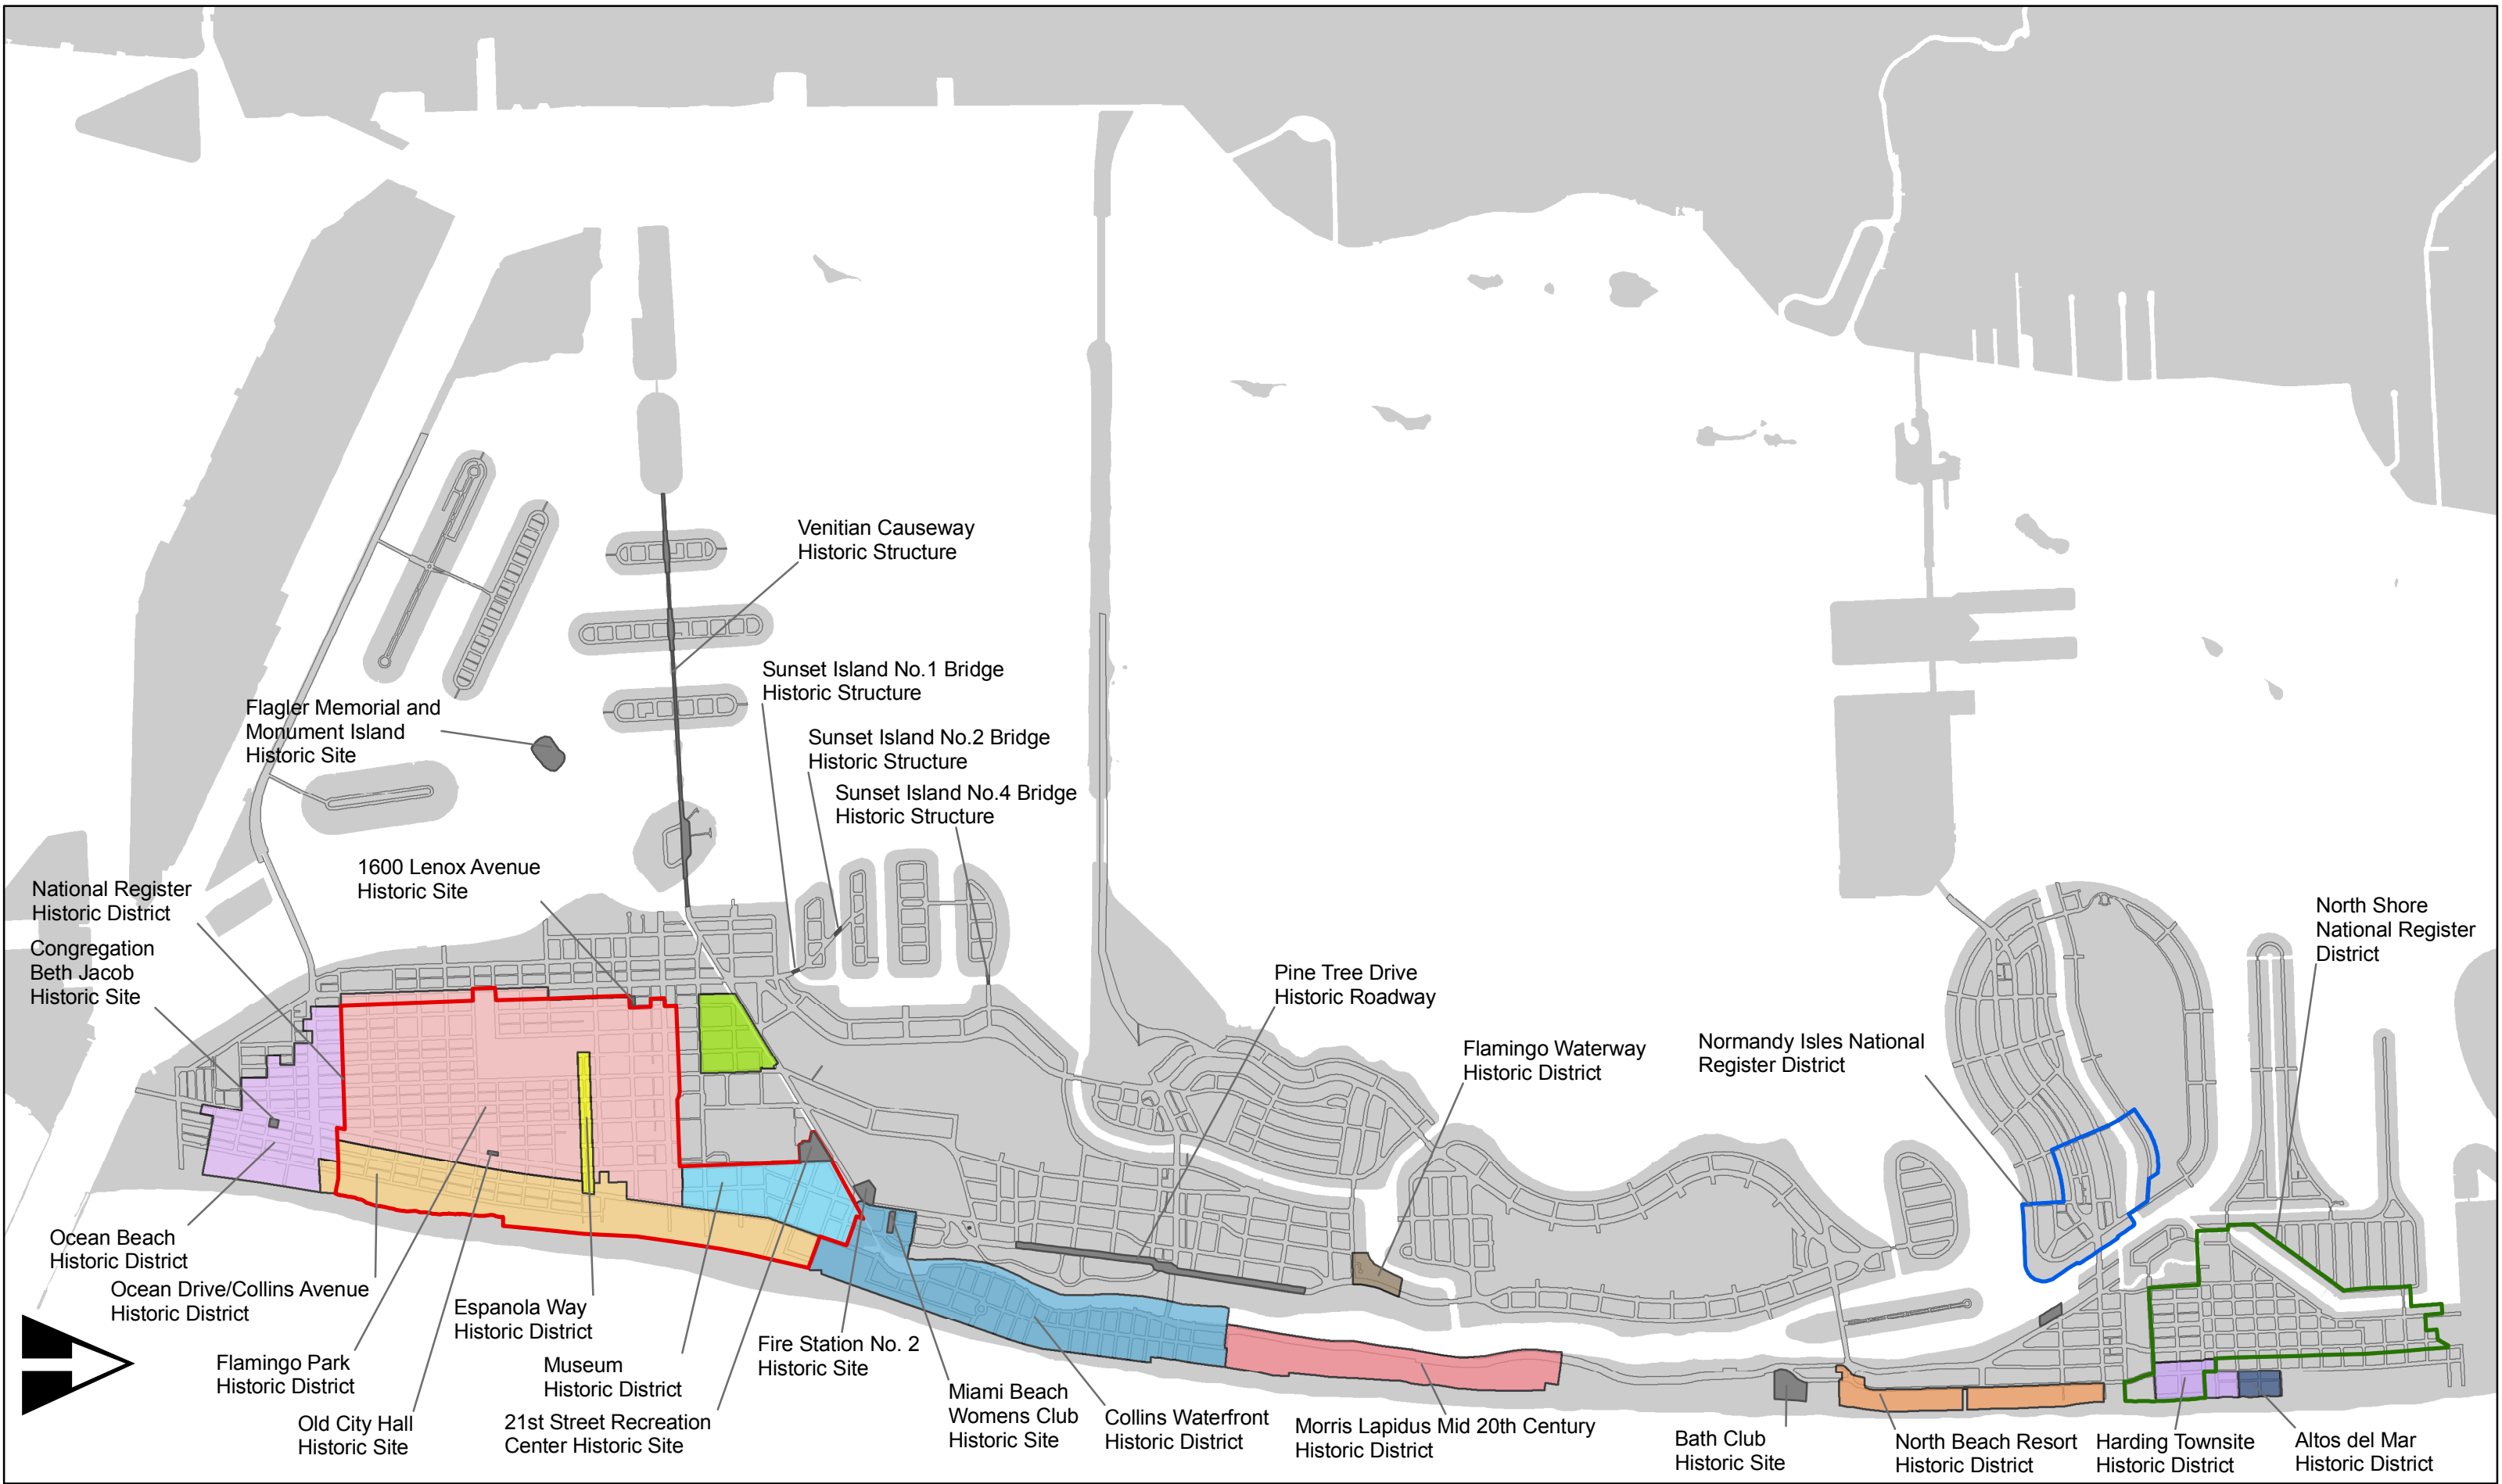 Venitian Causeway
Historic Structure
Sunset Island No.1 Bridge
Historic Structure
Flagler Memorial and
Monument Island
Historic Site
Sunset Island No.2 Bridge
Historic Structure
Sunset Island No.4 Bridge
Historic Structure
1600 Lenox Avenue
Historic Site
National Register
Historic District
Congregation
Beth Jacob
Historic Site
North Shore
National Register
District
Pine Tree Drive
Historic Roadway
Flamingo Waterway
Historic District
Normandy Isles National
Register District
Ocean Beach
Historic District
Ocean Drive/Collins Avenue
Historic District
Espanola Way
Historic District
Flamingo Park
Historic District
Museum
Historic District
Fire Station No. 2
Historic Site
Old City Hall
Historic Site
21st Street Recreation
Center Historic Site
Miami Beach
Womens Club
Historic Site
Collins Waterfront
Historic District
Morris Lapidus Mid 20th Century
Historic District
Bath Club
Historic Site
North Beach Resort
Historic District
Harding Townsite
Historic District
Altos del Mar
Historic District